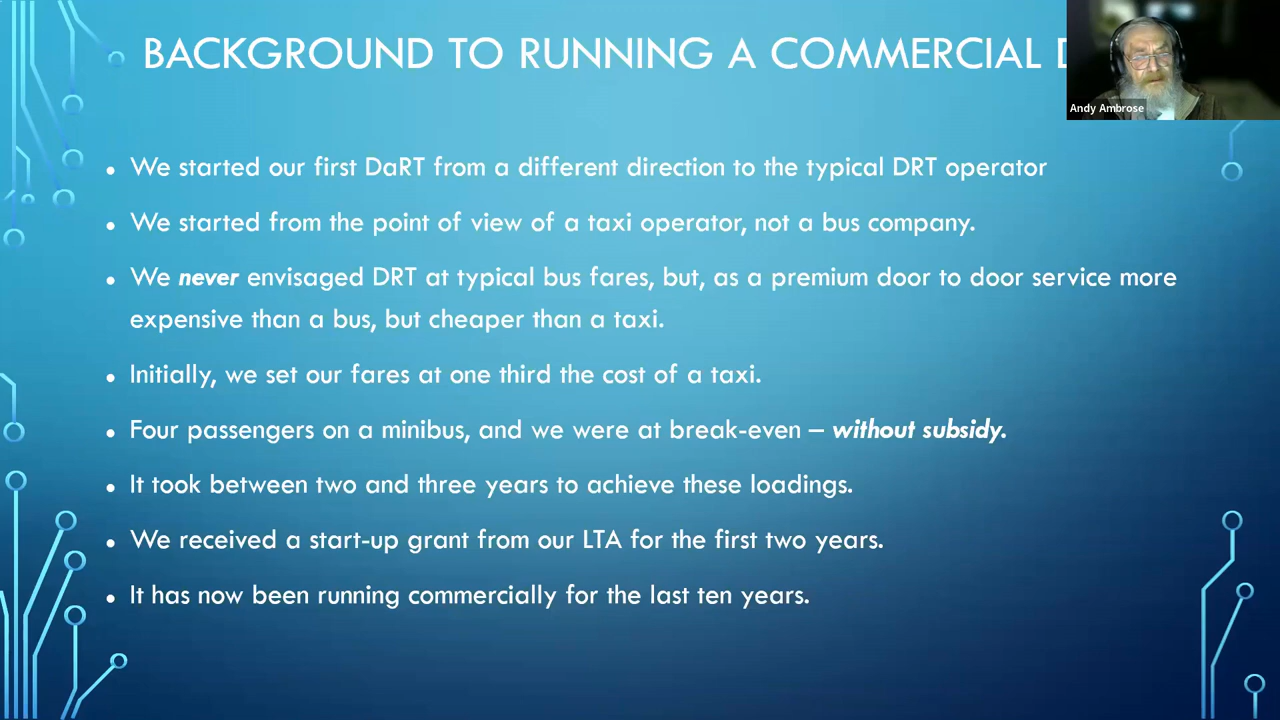 BACKGROUND TO RUNNING A COMMERCIAL
Andy Ambrose
• We started our first DaRT from a different direction to the typical DRT operator
• We started from the point of view of a taxi operator, not a bus company.
• We never envisaged DRT at typical bus fares, but, as a premium door to door service more
expensive than a bus, but cheaper than a taxi.
• Initially, we set our fares at one third the cost of a taxi.
• Four passengers on a minibus, and we were at break-even – without subsidy.
• It took between two and three years to achieve these loadings.
• We received a start-up grant from our LTA for the first two years.
• It has now been running commercially for the last ten years.